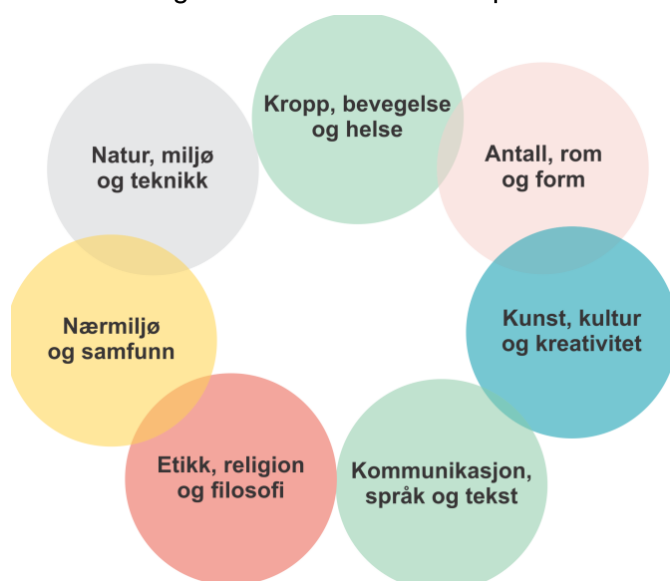 Kropp, bevegelse
og helse
Natur, miljø
og teknikk
Antall, rom
og form
Nærmiljø
og samfunn
Kunst, kultur
og kreativitet
Etikk, religion
og filosofi
Kommunikasjon,
språk og tekst